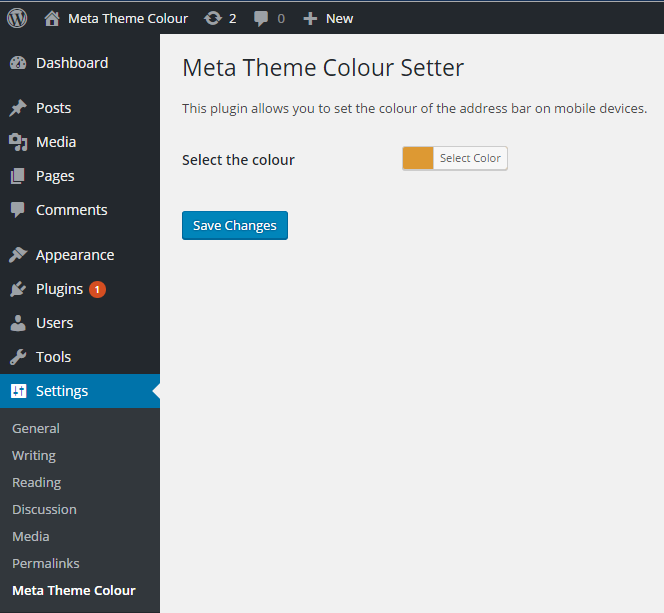 Meta Theme Colour 2 0 New
Dashboard
Posts
Media
Pages
Comments
Appearance
Plugins 1
Users
Tools
Settings
General
Writing
Reading
Discussion
Media
Permalinks
Meta Theme Colour
Meta Theme Colour Setter
This plugin allows you to set the colour of the address bar on mobile devices.
Select the colour Select Color
Save Changes